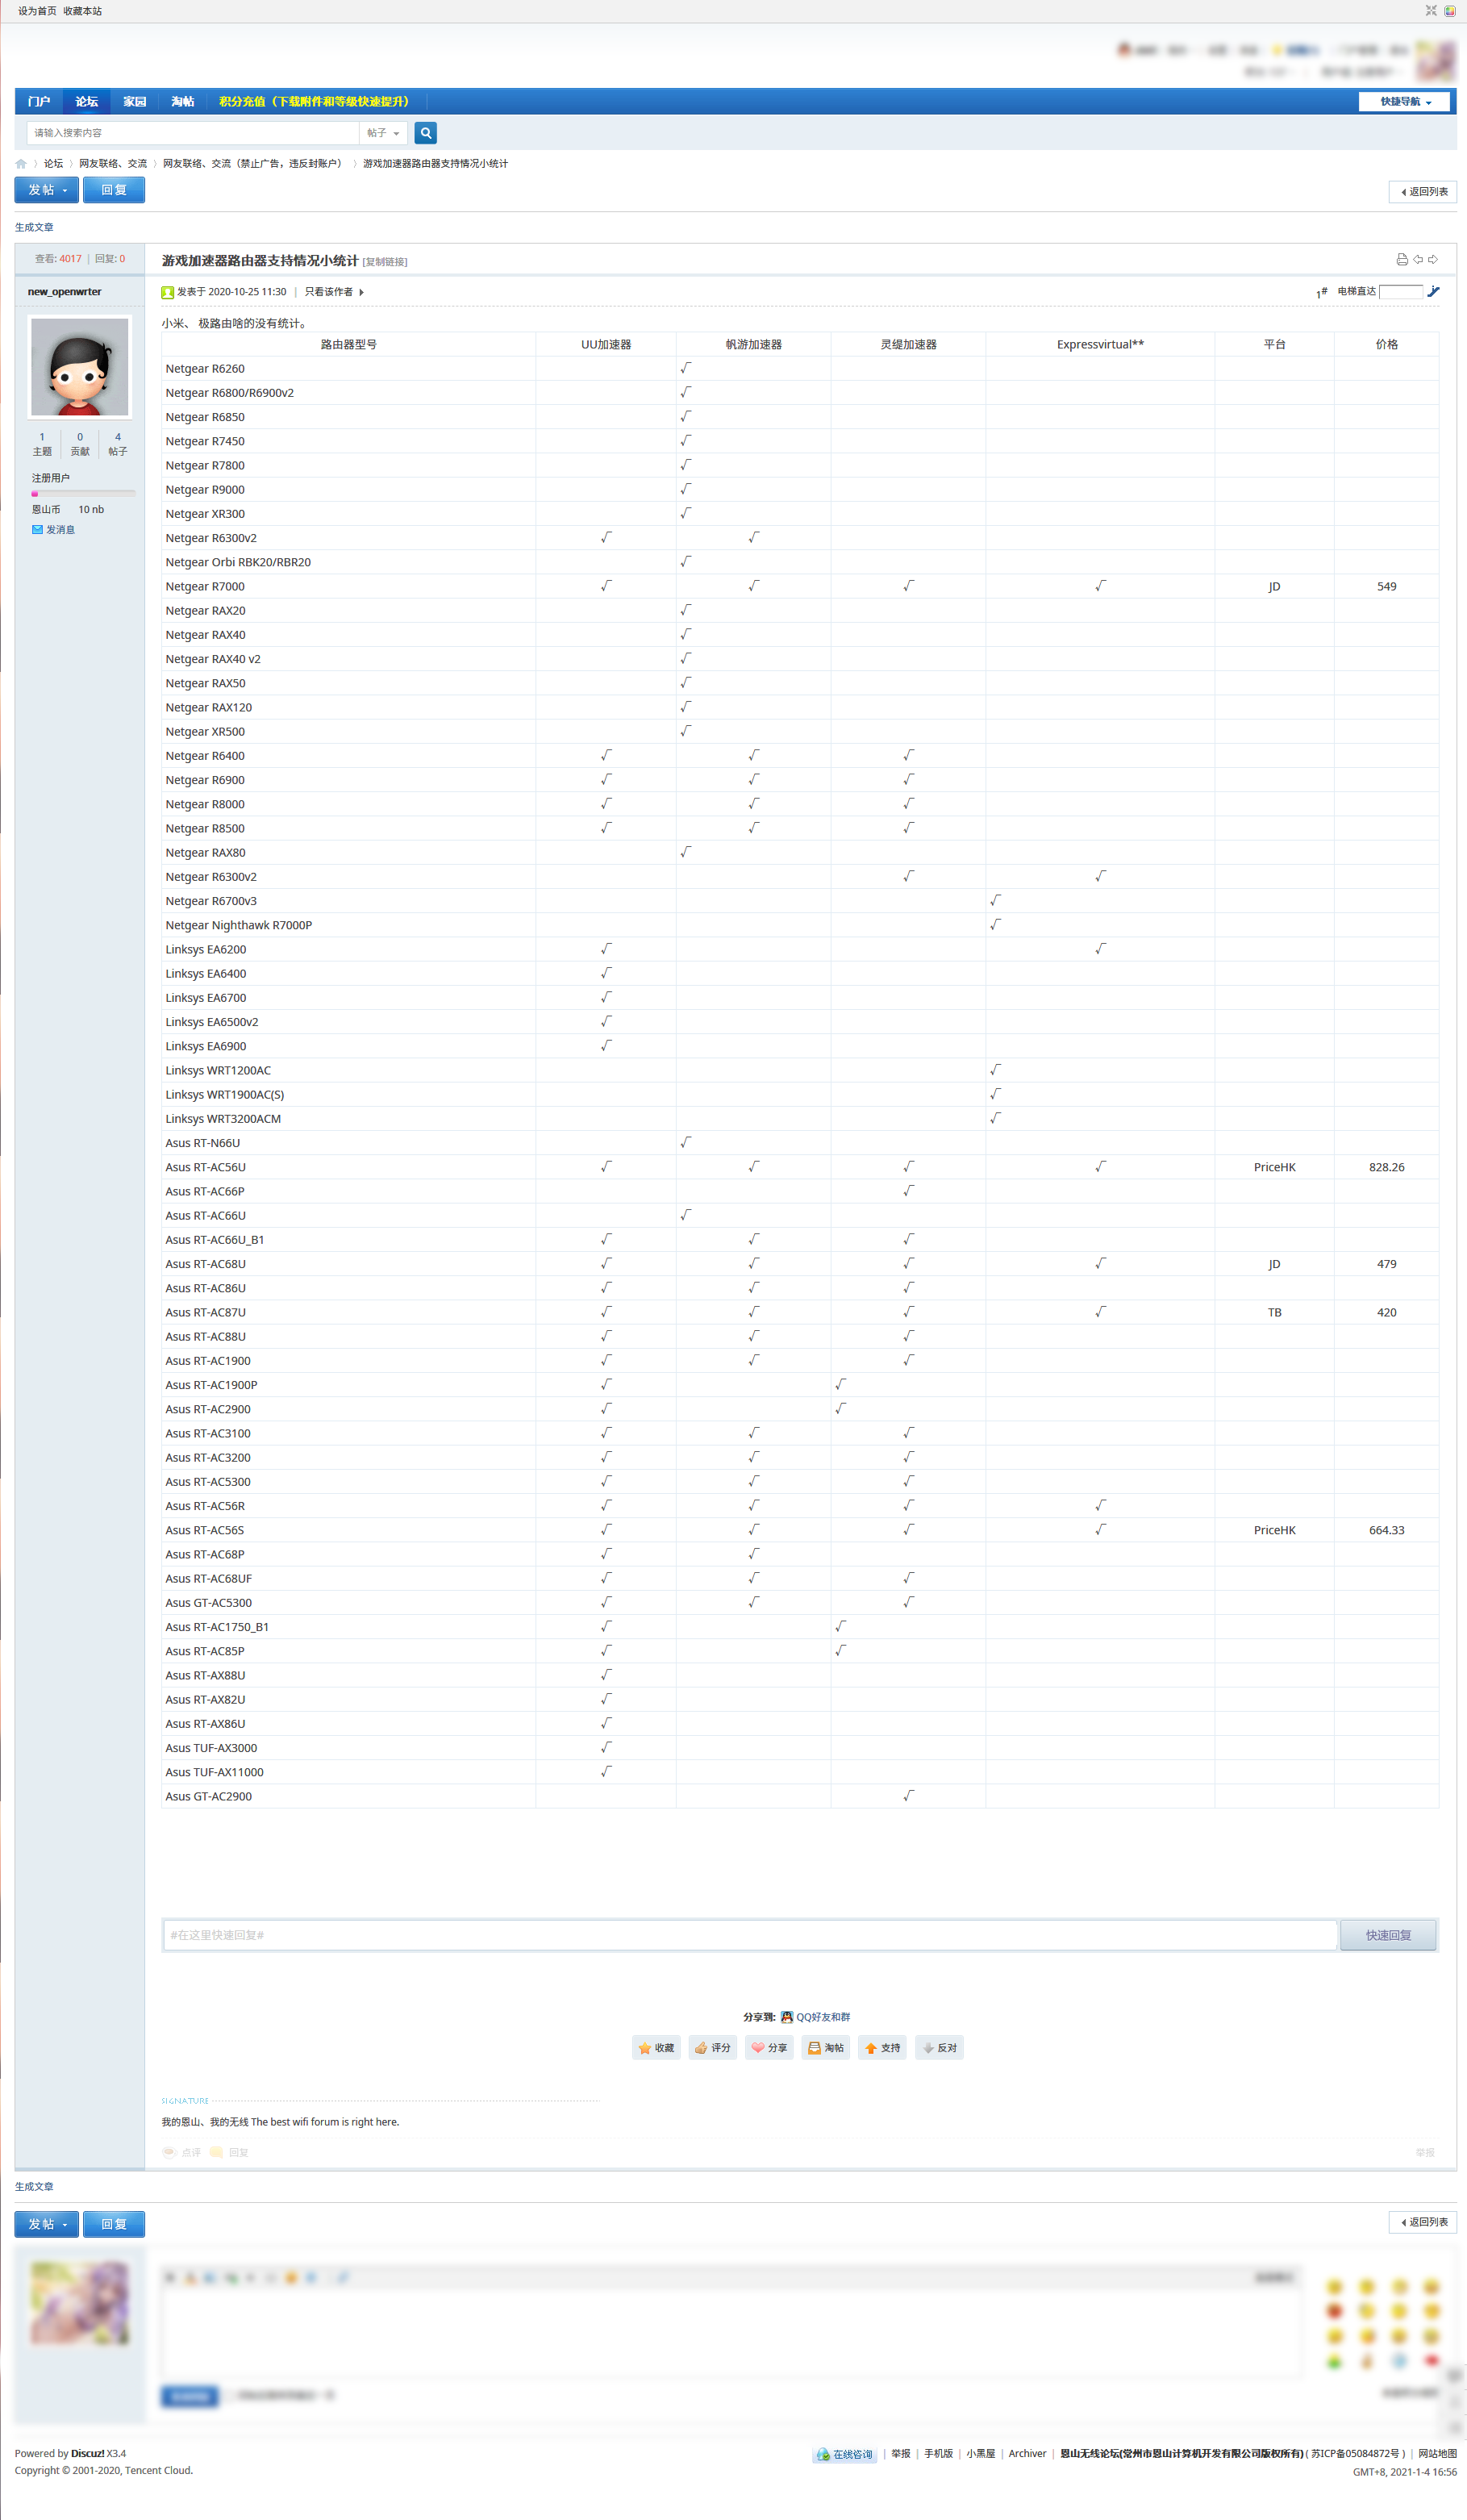 设为首页 收藏本站
门户 论坛 家园 淘帖 积分充值（下载附件和等级快速提升） 快捷导航
请输入搜索内容 帖子
论坛 网友联络、交流 网友联络、交流（禁止广告，违反封账户） 游戏加速器路由器支持情况小统计
发帖 回复 返回列表
生成文章
查看: 4017 | 回复: 0 游戏加速器路由器支持情况小统计 [复制链接]
new_openwrter 发表于 2020-10-25 11:30 | 只看该作者 1# 电梯直达
1 0 4
主题 贡献 帖子
注册用户
恩山币 10 nb
发消息
小米、 极路由啥的没有统计。
路由器型号 UU加速器 帆游加速器 灵缇加速器 Expressvirtual** 平台 价格
Netgear R6260 √
Netgear R6800/R6900v2 √
Netgear R6850 √
Netgear R7450 √
Netgear R7800 √
Netgear R9000 √
Netgear XR300 √
Netgear R6300v2 √ √
Netgear Orbi RBK20/RBR20 √
Netgear R7000 √ √ √ √ JD 549
Netgear RAX20 √
Netgear RAX40 √
Netgear RAX40 v2 √
Netgear RAX50 √
Netgear RAX120 √
Netgear XR500 √
Netgear R6400 √ √ √
Netgear R6900 √ √ √
Netgear R8000 √ √ √
Netgear R8500 √ √ √
Netgear RAX80 √
Netgear R6300v2 √ √
Netgear R6700v3 √
Netgear Nighthawk R7000P √
Linksys EA6200 √ √
Linksys EA6400 √
Linksys EA6700 √
Linksys EA6500v2 √
Linksys EA6900 √
Linksys WRT1200AC √
Linksys WRT1900AC(S) √
Linksys WRT3200ACM √
Asus RT-N66U √
Asus RT-AC56U √ √ √ √ PriceHK 828.26
Asus RT-AC66P √
Asus RT-AC66U √
Asus RT-AC66U_B1 √ √ √
Asus RT-AC68U √ √ √ √ JD 479
Asus RT-AC86U √ √ √
Asus RT-AC87U √ √ √ √ TB 420
Asus RT-AC88U √ √ √
Asus RT-AC1900 √ √ √
Asus RT-AC1900P √ √
Asus RT-AC2900 √ √
Asus RT-AC3100 √ √ √
Asus RT-AC3200 √ √ √
Asus RT-AC5300 √ √ √
Asus RT-AC56R √ √ √ √
Asus RT-AC56S √ √ √ √ PriceHK 664.33
Asus RT-AC68P √ √
Asus RT-AC68UF √ √ √
Asus GT-AC5300 √ √ √
Asus RT-AC1750_B1 √ √
Asus RT-AC85P √ √
Asus RT-AX88U √
Asus RT-AX82U √
Asus RT-AX86U √
Asus TUF-AX3000 √
Asus TUF-AX11000 √
Asus GT-AC2900 √
#在这里快速回复# 快速回复
分享到: QQ好友和群
收藏 评分 分享 淘帖 支持 反对
SIGNATURE
我的恩山、我的无线 The best wifi forum is right here.
点评 回复 举报
生成文章
发帖 回复 返回列表
Powered by Discuz! X3.4 在线咨询 | 举报 | 手机版 | 小黑屋 | Archiver | 恩山无线论坛(常州市恩山计算机开发有限公司版权所有) ( 苏ICP备05084872号 ) | 网站地图
Copyright © 2001-2020, Tencent Cloud. GMT+8, 2021-1-4 16:56